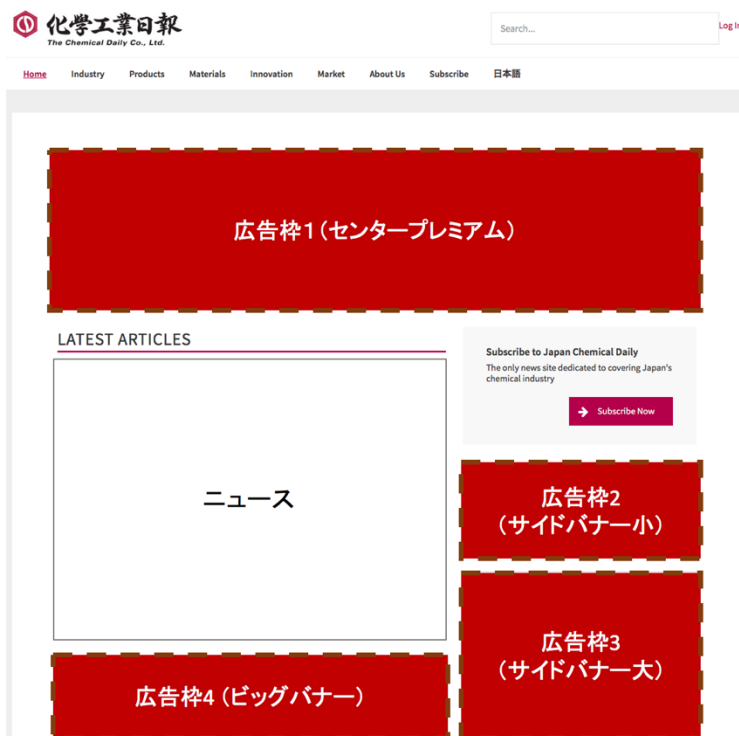 化學工業日報
The Chemical Daily Co., Ltd.
Search...
Log I
Home Industry Products Materials Innovation Market About Us Subscribe 日本語
広告枠1(センタープレミアム)
LATEST ARTICLES
ニュース
Subscribe to Japan Chemical Daily
The only news site dedicated to covering Japan's
chemical industry
Subscribe Now
広告枠2
(サイドバナー小)
広告枠3
(サイドバナー大)
広告枠4 (ビッグバナー)